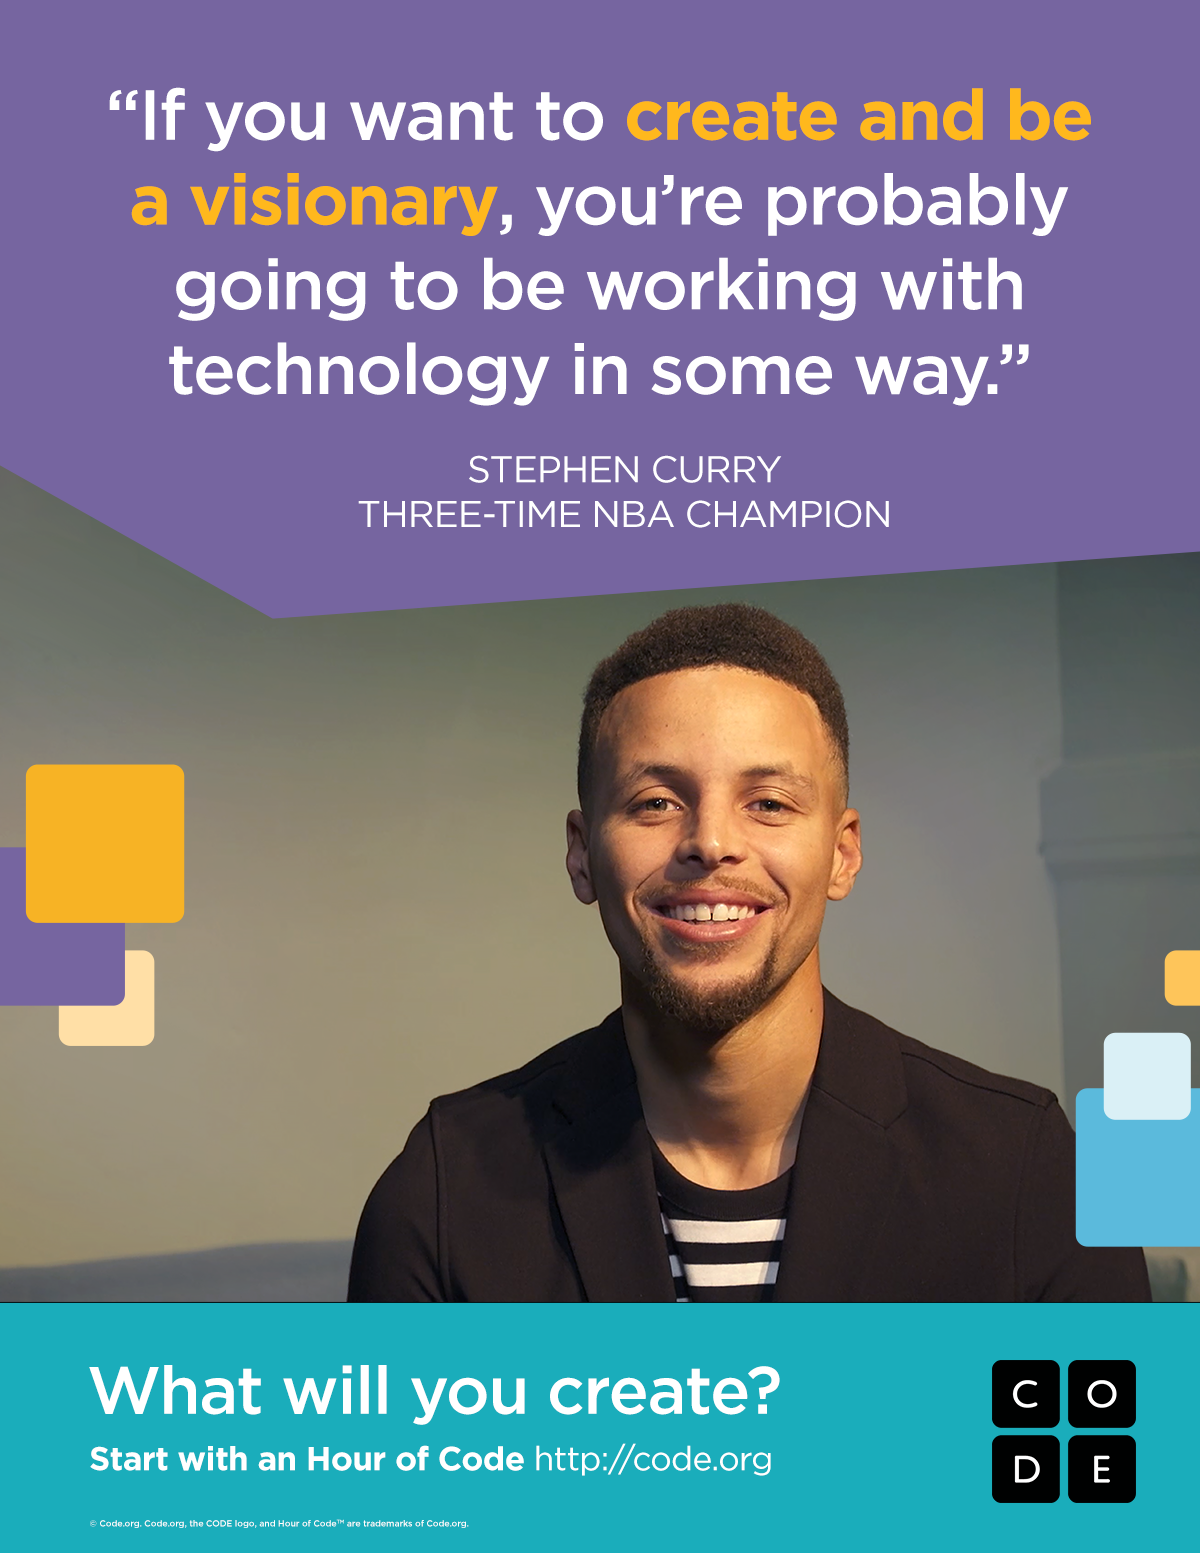 “If you want to create and be
a visionary, you’re probably
going to be working with
technology in some way.”
STEPHEN CURRY
THREE-TIME NBA CHAMPION
What will you create?
Start with an Hour of Code http://code.org
© Code.org. Code.org, the CODE logo, and Hour of Code™ are trademarks of Code.org.
C O
D E